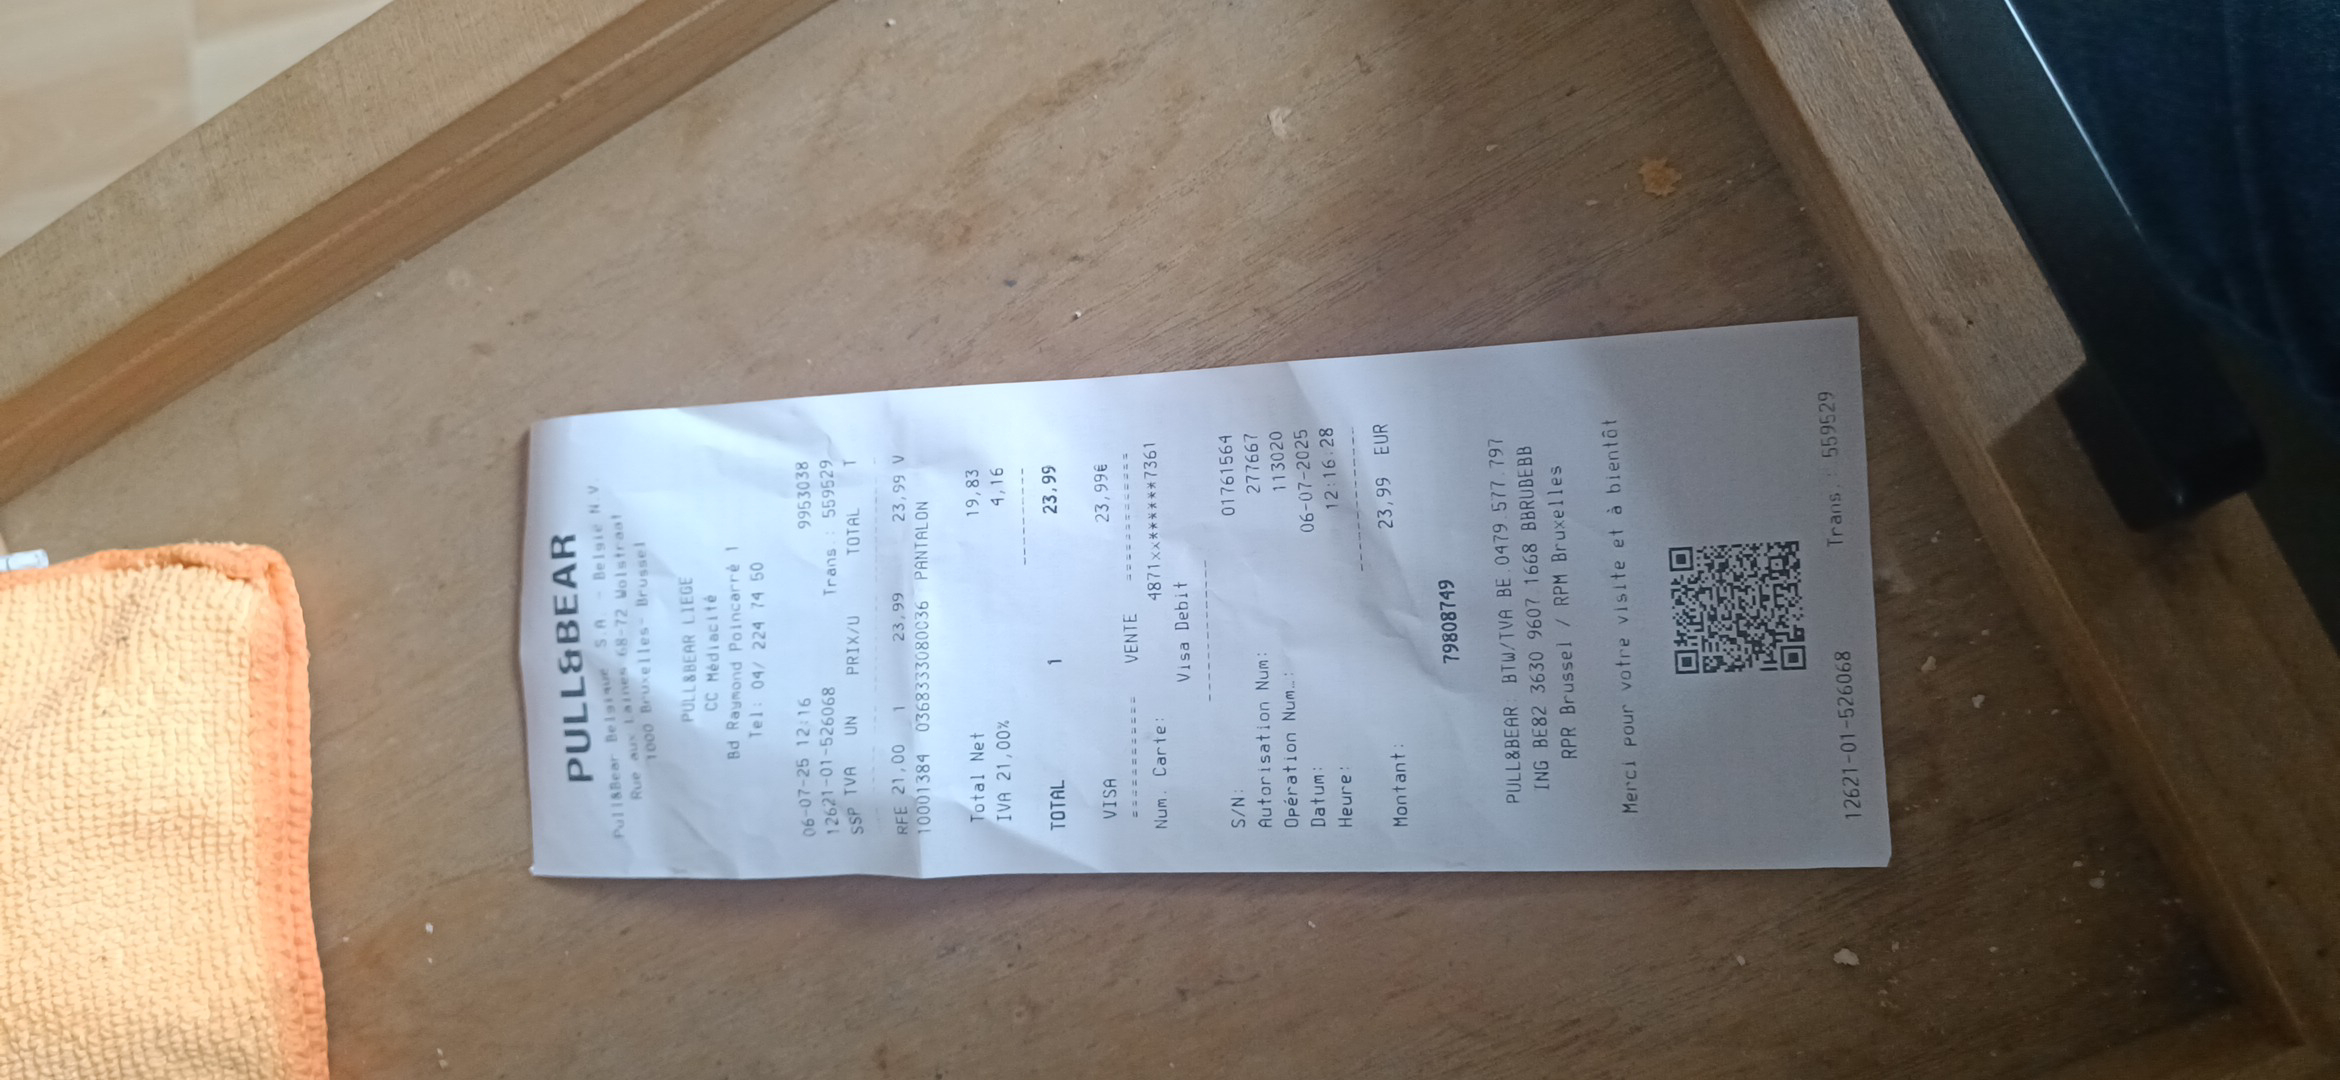 PULL&BEAR
Pull&Bear Belgique S.A - Belgie N.V.
Rue aux Laines 68-72 Wolstraat
1000 Bruxelles- Brussel
PULL&BEAR LIEGE
CC Médiacité
Bd Raymond Poincarré 1
Tel: 04/ 224 74 50
06-07-25 12:16 9953038
12621-01-526068 Trans.: 559529
SSP TVA UN PRIX/U TOTAL T
RFE 21,00 1 23,99 23,99 V
10001384 03683333080036 PANTALON
Total Net 19,83
IVA 21,00% 4,16
TOTAL 1 23,99
VISA 23,99€
=========== VENTE ===========
Num. Carte: 4871xx******7361
Visa Debit
S/N: 01761564
Autorisation Num: 277667
Opération Num.: 113020
Datum: 06-07-2025
Heure: 12:16:28
Montant: 23,99 EUR
79808749
PULL&BEAR. BTW/TVA BE.0479.577.797
ING BE82 3630 9607 1668 BBRUBEBB
RPR Brussel / RPM Bruxelles
Merci pour votre visite et à bientôt
12621-01-526068 Trans.: 559529